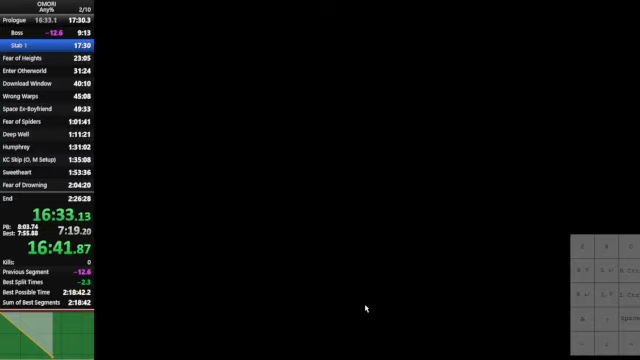 OMORI
Any% 2/10
Prologue 16:33.1 17:30.3
Boss −12.6 9:13
Stab 1 17:30
Fear of Heights 23:05
Enter Otherworld 31:24
Download Window 40:10
Wrong Warps 45:08
Space Ex-Boyfriend 49:33
Fear of Spiders 1:01:41
Deep Well 1:11:21
Humphrey 1:31:02
KC Skip (O, M Setup) 1:35:08
Sweetheart 1:53:36
Fear of Drowning 2:04:20
End 2:26:28
16:33.13
PB: 8:03.74 7:19.20
Best: 7:55.88
16:41.87
Kills: 0
Previous Segment −12.6
Best Split Times −2.3
Best Possible Time 2:18:42.2
Sum of Best Segments 2:18:42
Space